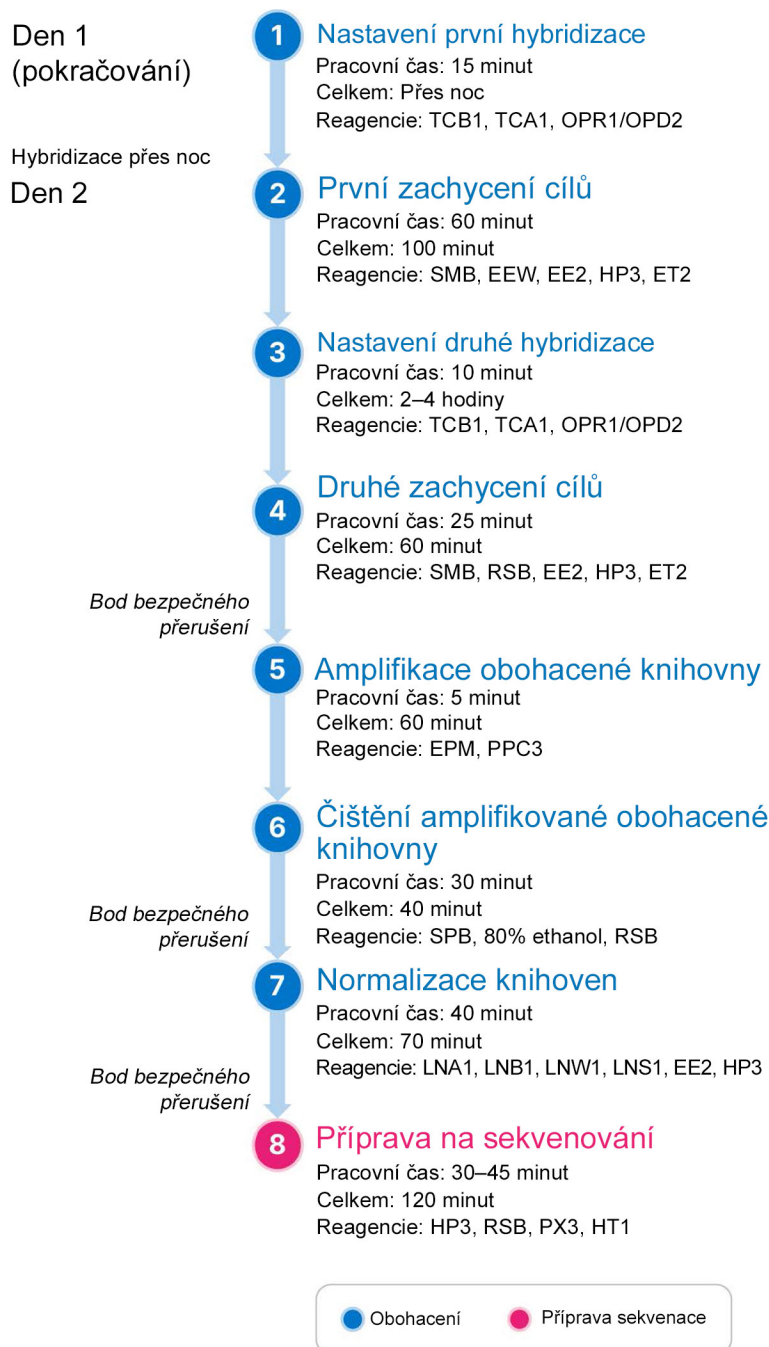 Den 1
(pokračování)
1
Nastavení první hybridizace
Pracovní čas: 15 minut
Celkem: Přes noc
Reagencie: TCB1, TCA1, OPR1/OPD2
Hybridizace přes noc
Den 2
2
První zachycení cílů
Pracovní čas: 60 minut
Celkem: 100 minut
Reagencie: SMB, EEW, EE2, HP3, ET2
3
Nastavení druhé hybridizace
Pracovní čas: 10 minut
Celkem: 2–4 hodiny
Reagencie: TCB1, TCA1, OPR1/OPD2
4
Druhé zachycení cílů
Pracovní čas: 25 minut
Celkem: 60 minut
Reagencie: SMB, RSB, EE2, HP3, ET2
Bod bezpečného
přerušení
5
Amplifikace obohacené knihovny
Pracovní čas: 5 minut
Celkem: 60 minut
Reagencie: EPM, PPC3
6
Čištění amplifikované obohacené
knihovny
Pracovní čas: 30 minut
Celkem: 40 minut
Reagencie: SPB, 80% ethanol, RSB
Bod bezpečného
přerušení
7
Normalizace knihoven
Pracovní čas: 40 minut
Celkem: 70 minut
Reagencie: LNA1, LNB1, LNW1, LNS1, EE2, HP3
Bod bezpečného
přerušení
8
Příprava na sekvenování
Pracovní čas: 30–45 minut
Celkem: 120 minut
Reagencie: HP3, RSB, PX3, HT1
Obohacení
Příprava sekvenace